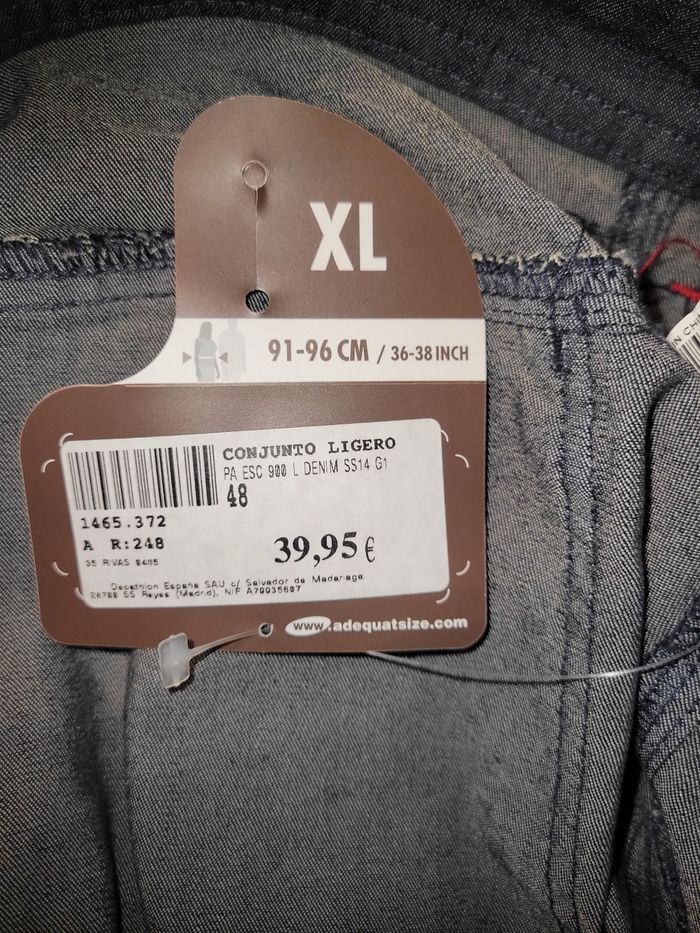 XL
91-96 CM / 36-38 INCH
CONJUNTO LIGERO
PA ESC 900 L DENIM SS14 G1
48
1465.372
A R:248
39,95 €
35 RIVAS 0405
Decathlon España SAU c/ Salvador de Madariaga
28700 SS Reyes (Madrid), NIF A79935607
www.adequatsize.com